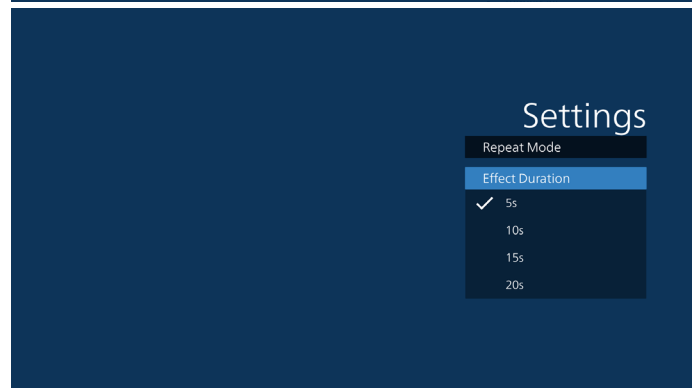 Settings
Repeat Mode
Effect Duration
5s
10s
15s
20s